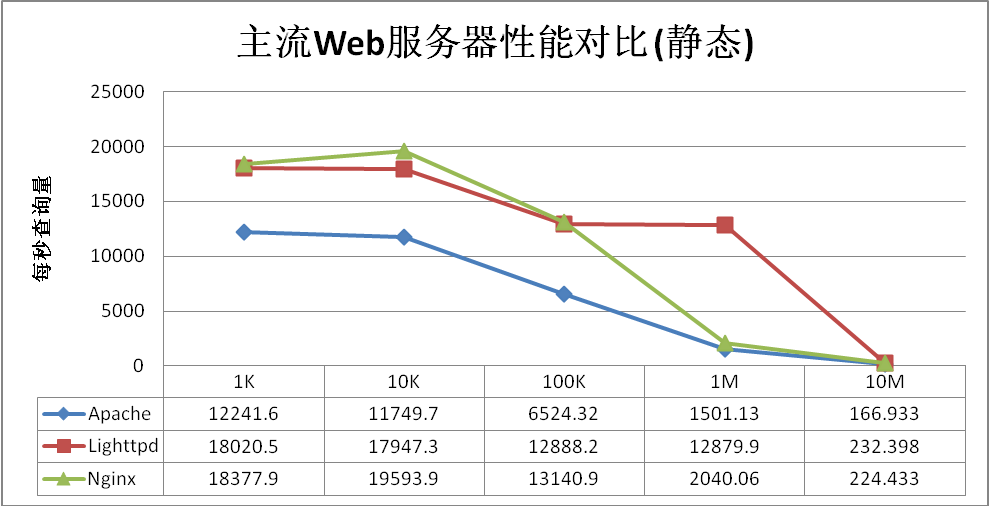 主流Web服务器性能对比(静态)
每秒查询量
25000
20000
15000
10000
5000
0
1K 10K 100K 1M 10M
Apache 12241.6 11749.7 6524.32 1501.13 166.933
Lighttpd 18020.5 17947.3 12888.2 12879.9 232.398
Nginx 18377.9 19593.9 13140.9 2040.06 224.433